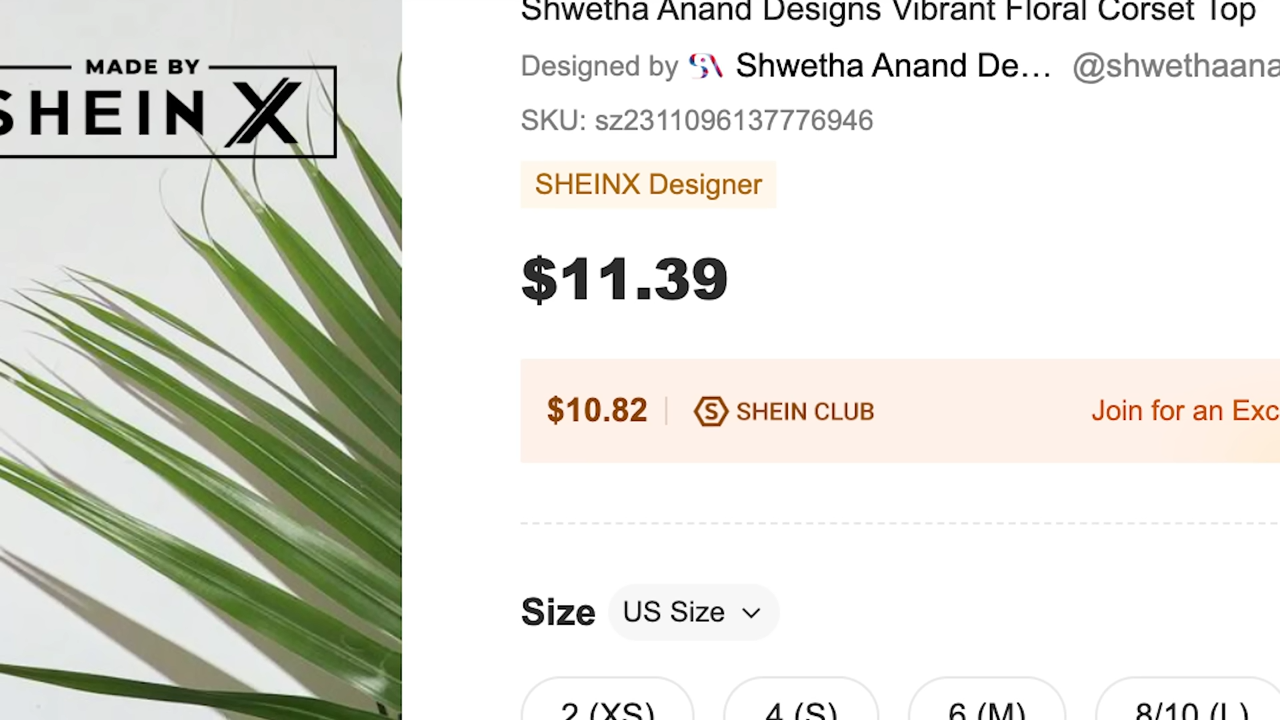 MADE BY
SHEIN X
Shwetha Anand Designs Vibrant Floral Corset Top
Designed by Shwetha Anand De... @shwethaana
SKU: sz2311096137776946
SHEINX Designer
$11.39
$10.82 SHEIN CLUB Join for an Exc
Size US Size
2 (XS) 4 (S) 6 (M) 8/10 (L)